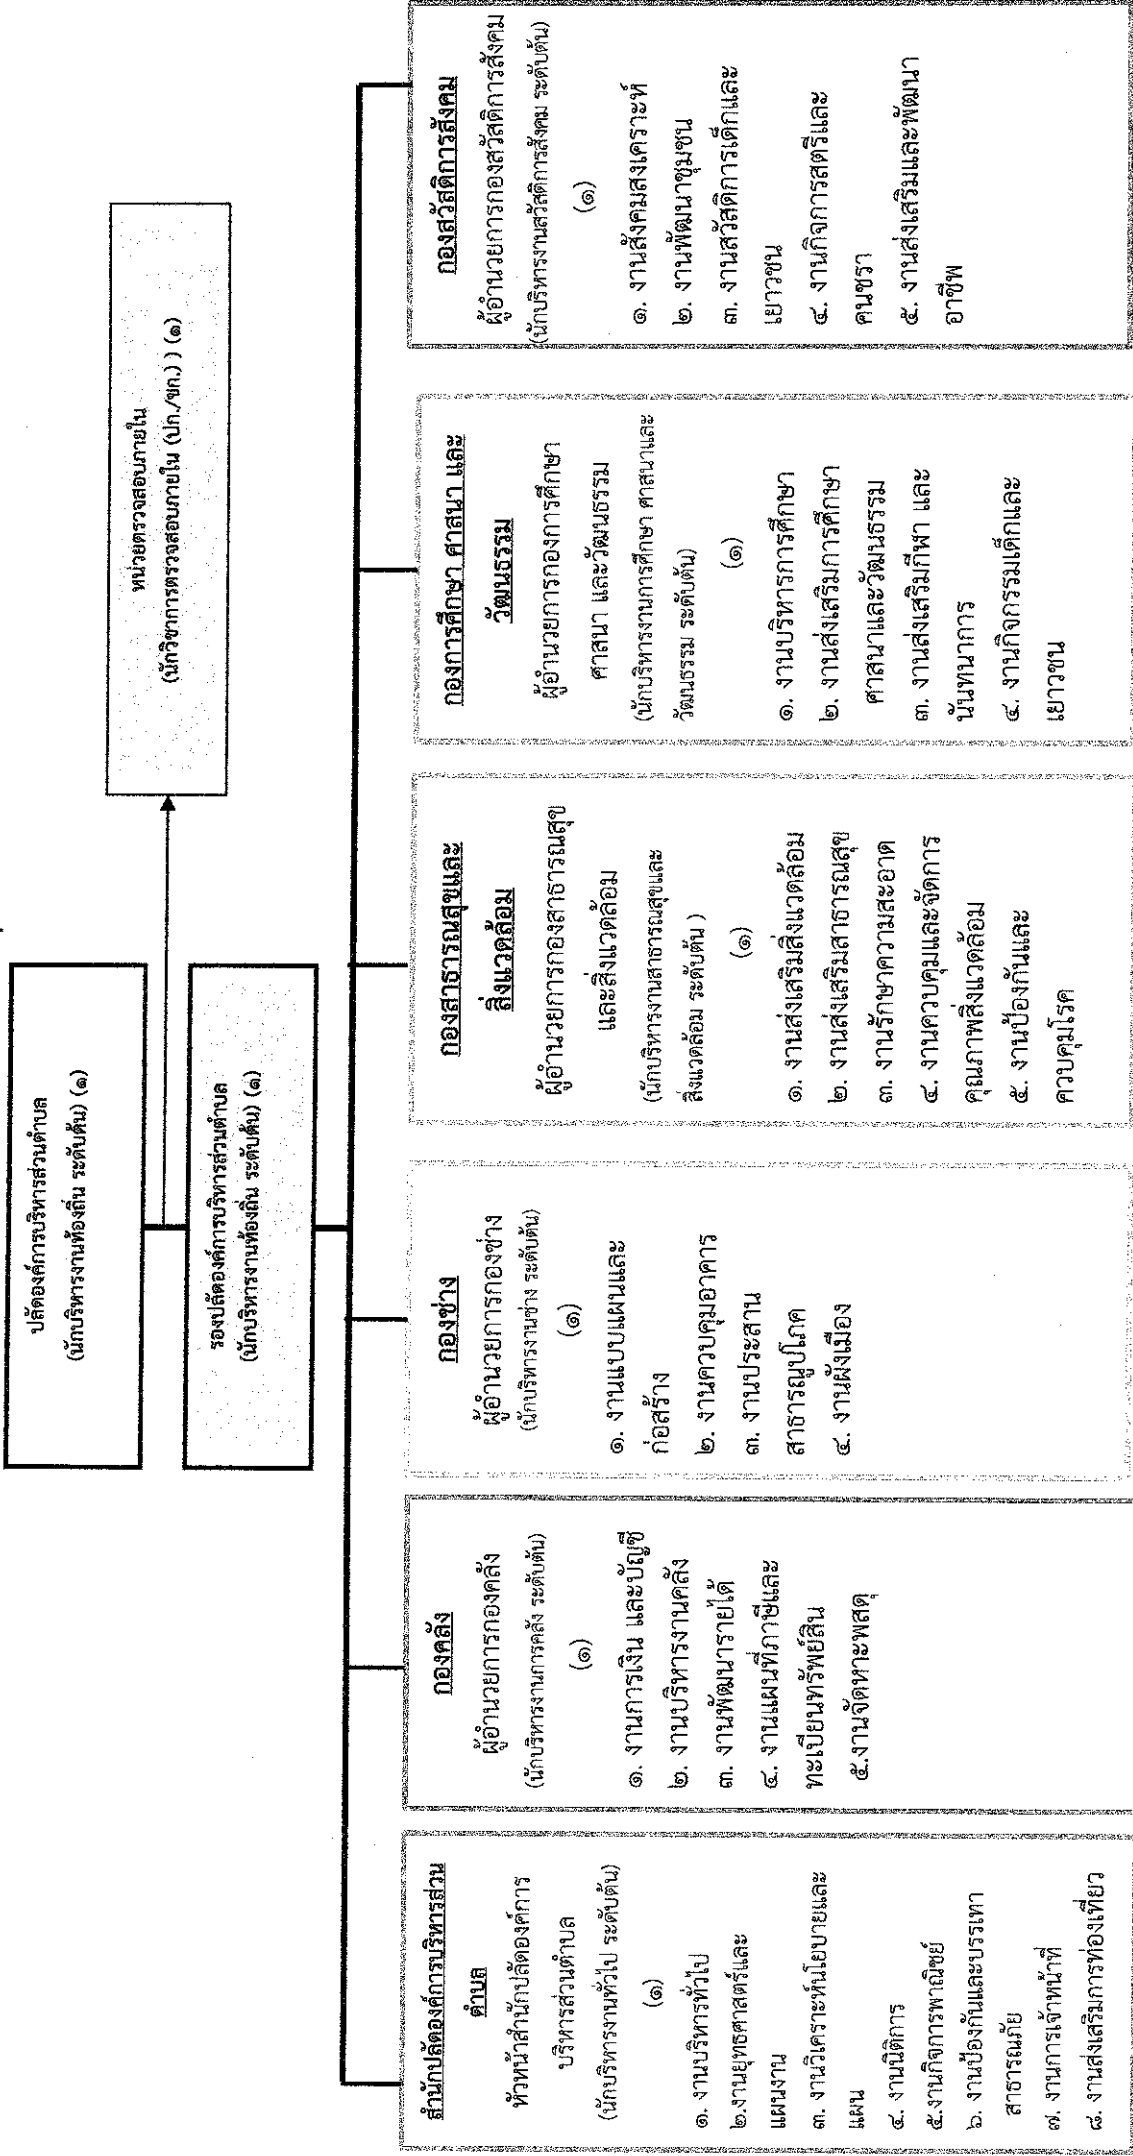 ปลัดองค์การบริหารส่วนตำบล
(นักบริหารงานท้องถิ่น ระดับต้น) (๑)
หน่วยตรวจสอบภายใน
(นักวิชาการตรวจสอบภายใน (ปก./ชก.) ) (๑)
รองปลัดองค์การบริหารส่วนตำบล
(นักบริหารงานท้องถิ่น ระดับต้น) (๑)
สำนักปลัดองค์การบริหารส่วน
ตำบล
หัวหน้าสำนักปลัดองค์การ
บริหารส่วนตำบล
(นักบริหารงานทั่วไป ระดับต้น)
(๑)
๑. งานบริหารทั่วไป
๒.งานยุทธศาสตร์และ
แผนงาน
๓. งานวิเคราะห์นโยบายและ
แผน
๔. งานนิติการ
๕.งานกิจการพาณิชย์
๖. งานป้องกันและบรรเทา
สาธารณภัย
๗. งานการเจ้าหน้าที่
๘. งานส่งเสริมการท่องเที่ยว
กองคลัง
ผู้อำนวยการกองคลัง
(นักบริหารงานการคลัง ระดับต้น)
(๑)
๑. งานการเงิน และบัญชี
๒. งานบริหารงานคลัง
๓. งานพัฒนารายได้
๔. งานแผนที่ภาษีและ
ทะเบียนทรัพย์สิน
๕.งานจัดหาะพสดุ
กองช่าง
ผู้อำนวยการกองช่าง
(นักบริหารงานช่าง ระดับต้น)
(๑)
๑. งานแบบแผนและ
ก่อสร้าง
๒. งานควบคุมอาคาร
๓. งานประสาน
สาธารณูปโภค
๔. งานผังเมือง
กองสาธารณสุขและ
สิ่งแวดล้อม
ผู้อำนวยการกองสาธารณสุข
และสิ่งแวดล้อม
(นักบริหารงานสาธารณสุขและ
สิ่งแวดล้อม ระดับต้น )
(๑)
๑. งานส่งเสริมสิ่งแวดล้อม
๒. งานส่งเสริมสาธารณสุข
๓. งานรักษาความสะอาด
๔. งานควบคุมและจัดการ
คุณภาพสิ่งแวดล้อม
๕. งานป้องกันและ
ควบคุมโรค
กองการศึกษา ศาสนา และ
วัฒนธรรม
ผู้อำนวยการกองการศึกษา
ศาสนา และวัฒนธรรม
(นักบริหารงานการศึกษา ศาสนาและ
วัฒนธรรม ระดับต้น)
(๑)
๑. งานบริหารการศึกษา
๒. งานส่งเสริมการศึกษา
ศาสนาและวัฒนธรรม
๓. งานส่งเสริมกีฬา และ
นันทนาการ
๔. งานกิจกรรมเด็กและ
เยาวชน
กองสวัสดิการสังคม
ผู้อำนวยการกองสวัสดิการสังคม
(นักบริหารงานสวัสดิการสังคม ระดับต้น)
(๑)
๑. งานสังคมสงเคราะห์
๒. งานพัฒนาชุมชน
๓. งานสวัสดิการเด็กและ
เยาวชน
๔. งานกิจการสตรีและ
คนชรา
๕. งานส่งเสริมและพัฒนา
อาชีพ